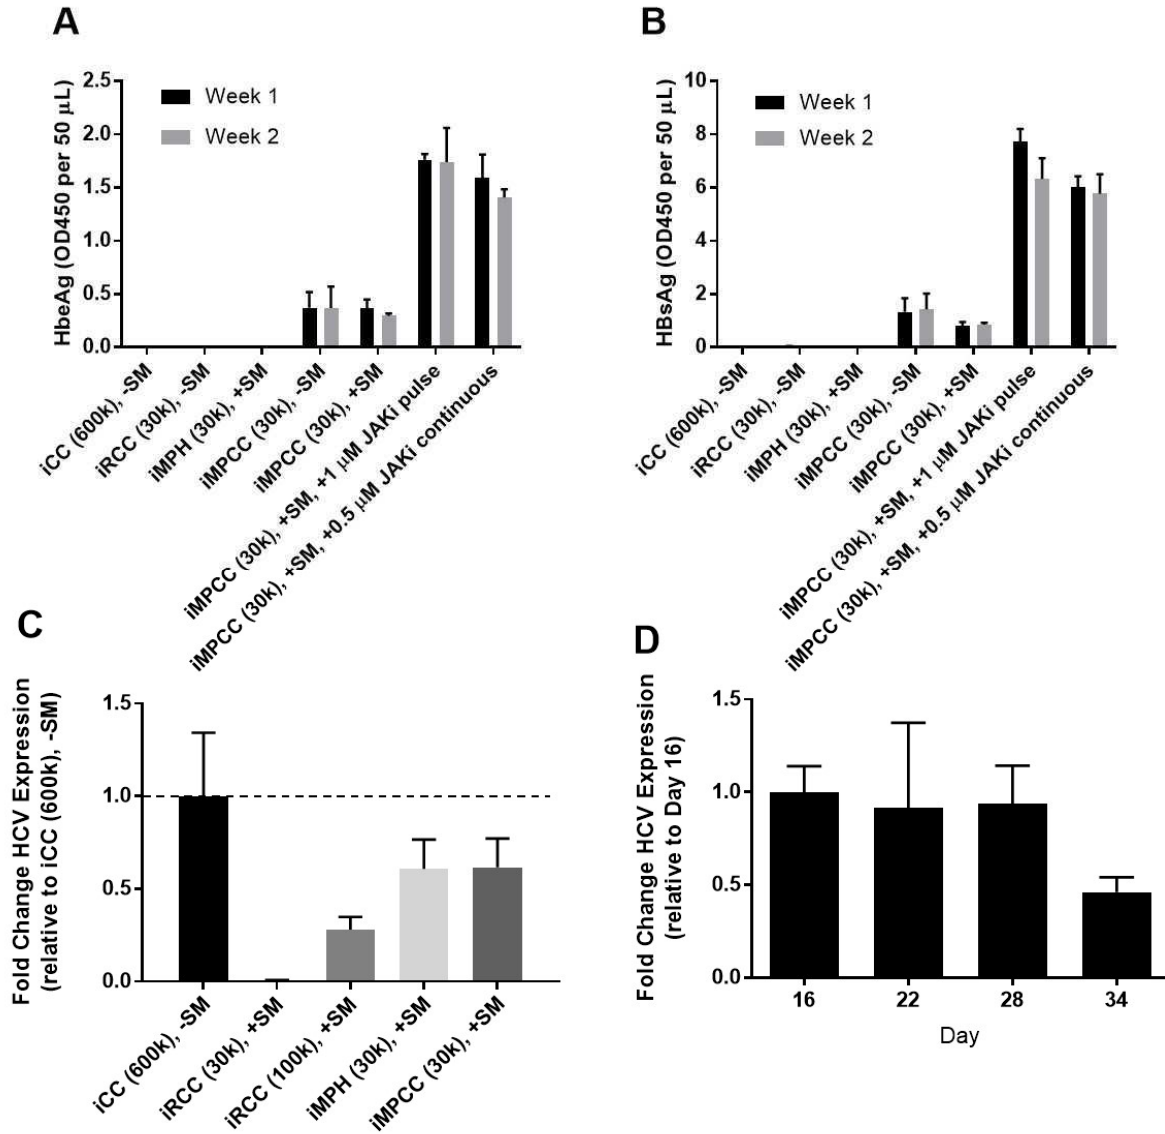 A
HbeAg (OD450 per 50 μL)
2.5
2.0
1.5
1.0
0.5
0.0
Week 1
Week 2
iCC (600k), -SM
iRCC (30k), -SM
iMPH (30k), +SM
iMPCC (30k), -SM
iMPCC (30k), +SM
iMPCC (30k), +SM, +1 μM JAKi pulse
iMPCC (30k), +SM, +0.5 μM JAKi continuous
B
HBsAg (OD450 per 50 μL)
10
8
6
4
2
0
Week 1
Week 2
iCC (600k), -SM
iRCC (30k), -SM
iMPH (30k), +SM
iMPCC (30k), -SM
iMPCC (30k), +SM
iMPCC (30k), +SM, +1 μM JAKi pulse
iMPCC (30k), +SM, +0.5 μM JAKi continuous
C
Fold Change HCV Expression
(relative to iCC (600k), -SM)
1.5
1.0
0.5
0.0
iCC (600k), -SM
iRCC (30k), +SM
iRCC (100k), +SM
iMPH (30k), +SM
iMPCC (30k), +SM
D
Fold Change HCV Expression
(relative to Day 16)
1.5
1.0
0.5
0.0
16
22
28
34
Day